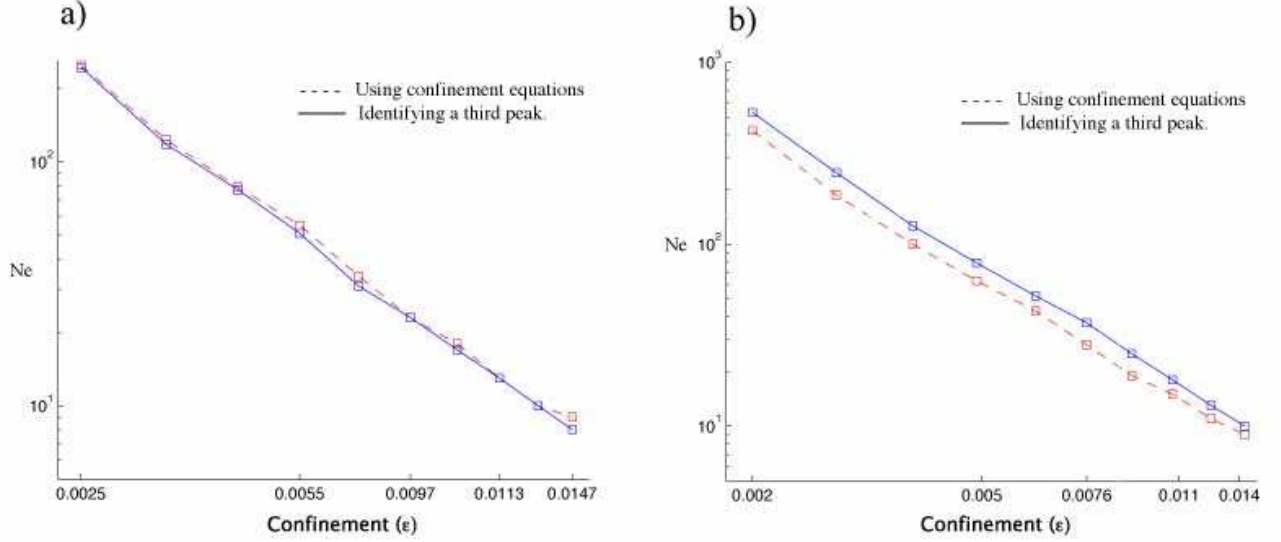 a)
Using confinement equations
Identifying a third peak.
10²
Ne
10¹
0.0025 0.0055 0.0097 0.0113 0.0147
Confinement (ε)
b)
10³
Using confinement equations
Identifying a third peak.
Ne 10²
10¹
0.002 0.005 0.0076 0.011 0.014
Confinement (ε)